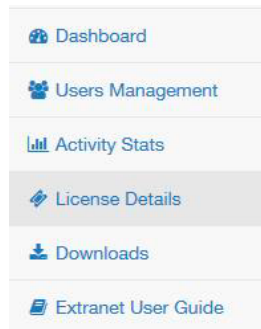 Dashboard
Users Management
Activity Stats
License Details
Downloads
Extranet User Guide